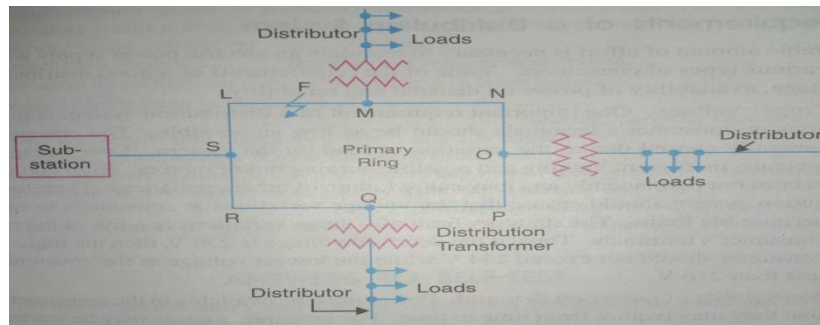 Distributor
Loads
L
F
N
M
Sub-
station
S
Primary
Ring
O
Distributor
Loads
R
Q
P
Distribution
Transformer
Distributor
Loads